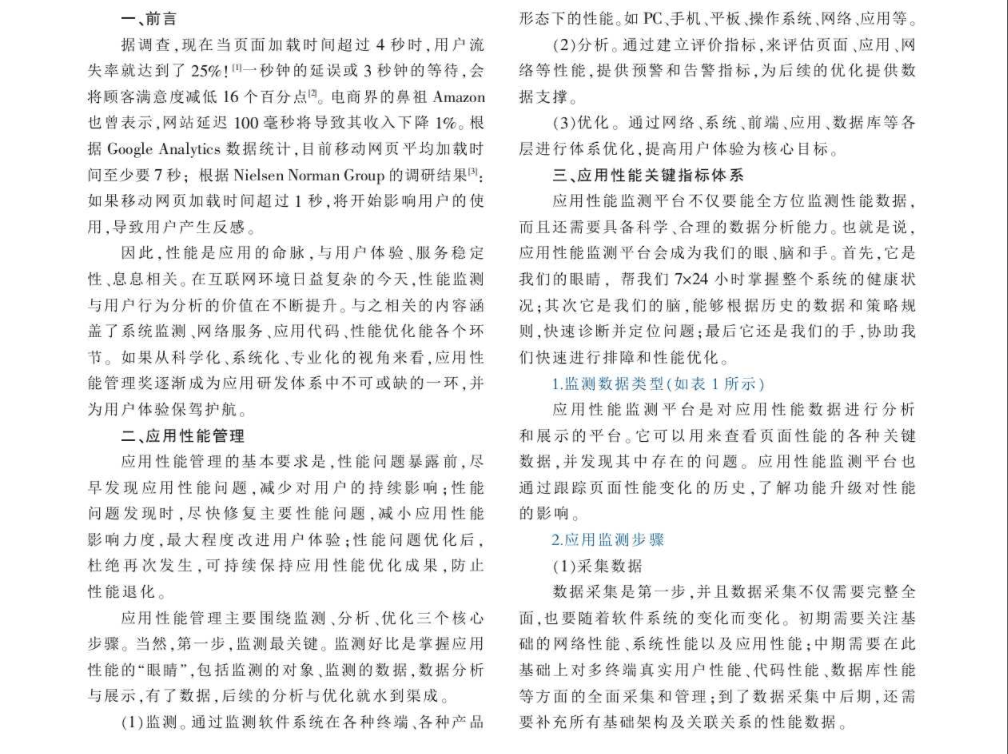 一、前言
据调查,现在当页面加载时间超过 4 秒时,用户流
失率就达到了 25%![1]一秒钟的延误或 3 秒钟的等待,会
将顾客满意度减低 16 个百分点[2]。电商界的鼻祖 Amazon
也曾表示,网站延迟 100 毫秒将导致其收入下降 1%。根
据 Google Analytics 数据统计,目前移动网页平均加载时
间至少要 7 秒；根据 Nielsen Norman Group 的调研结果[3]:
如果移动网页加载时间超过 1 秒,将开始影响用户的使
用,导致用户产生反感。
因此,性能是应用的命脉,与用户体验、服务稳定
性、息息相关。在互联网环境日益复杂的今天,性能监测
与用户行为分析的价值在不断提升。与之相关的内容涵
盖了系统监测、网络服务、应用代码、性能优化能各个环
节。如果从科学化、系统化、专业化的视角来看,应用性
能管理奖逐渐成为应用研发体系中不可或缺的一环,并
为用户体验保驾护航。
二、应用性能管理
应用性能管理的基本要求是,性能问题暴露前,尽
早发现应用性能问题,减少对用户的持续影响;性能
问题发现时,尽快修复主要性能问题,减小应用性能
影响力度,最大程度改进用户体验;性能问题优化后,
杜绝再次发生,可持续保持应用性能优化成果,防止
性能退化。
应用性能管理主要围绕监测、分析、优化三个核心
步骤。当然,第一步,监测最关键。监测好比是掌握应用
性能的“眼睛”,包括监测的对象、监测的数据,数据分析
与展示,有了数据,后续的分析与优化就水到渠成。
(1)监测。通过监测软件系统在各种终端、各种产品
形态下的性能。如 PC、手机、平板、操作系统、网络、应用等。
(2)分析。通过建立评价指标,来评估页面、应用、网
络等性能,提供预警和告警指标,为后续的优化提供数
据支撑。
(3)优化。通过网络、系统、前端、应用、数据库等各
层进行体系优化,提高用户体验为核心目标。
三、应用性能关键指标体系
应用性能监测平台不仅要能全方位监测性能数据,
而且还需要具备科学、合理的数据分析能力。也就是说,
应用性能监测平台会成为我们的眼、脑和手。首先,它是
我们的眼睛，帮我们 7×24 小时掌握整个系统的健康状
况;其次它是我们的脑,能够根据历史的数据和策略规
则,快速诊断并定位问题;最后它还是我们的手,协助我
们快速进行排障和性能优化。
1.监测数据类型(如表 1 所示)
应用性能监测平台是对应用性能数据进行分析
和展示的平台。它可以用来查看页面性能的各种关键
数据,并发现其中存在的问题。应用性能监测平台也
通过跟踪页面性能变化的历史,了解功能升级对性能
的影响。
2.应用监测步骤
(1)采集数据
数据采集是第一步,并且数据采集不仅需要完整全
面,也要随着软件系统的变化而变化。初期需要关注基
础的网络性能、系统性能以及应用性能;中期需要在此
基础上对多终端真实用户性能、代码性能、数据库性能
等方面的全面采集和管理;到了数据采集中后期,还需
要补充所有基础架构及关联关系的性能数据。